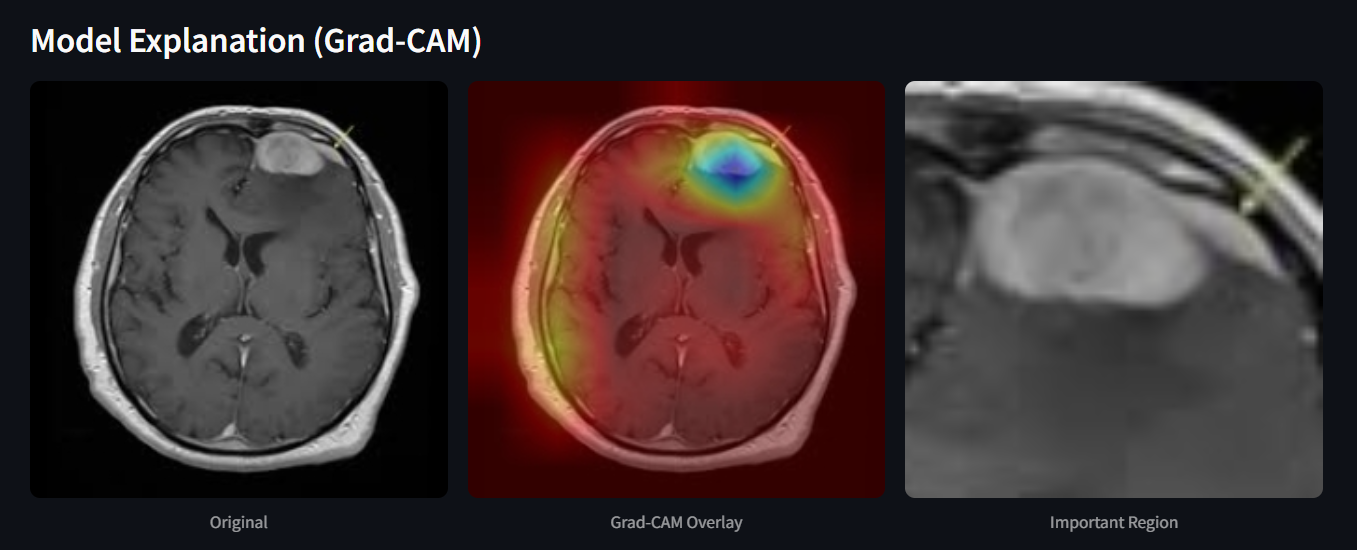 Model Explanation (Grad-CAM)
Original
Grad-CAM Overlay
Important Region